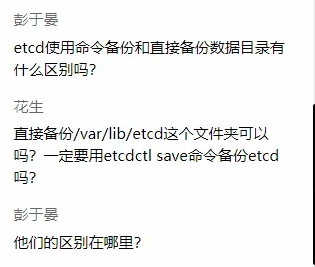 彭于晏
etcd使用命令备份和直接备份数据目录有
什么区别吗?
花生
直接备份/var/lib/etcd这个文件夹可以
吗？一定要用etcdctl save命令备份etcd
吗?
彭于晏
他们的区别在哪里?